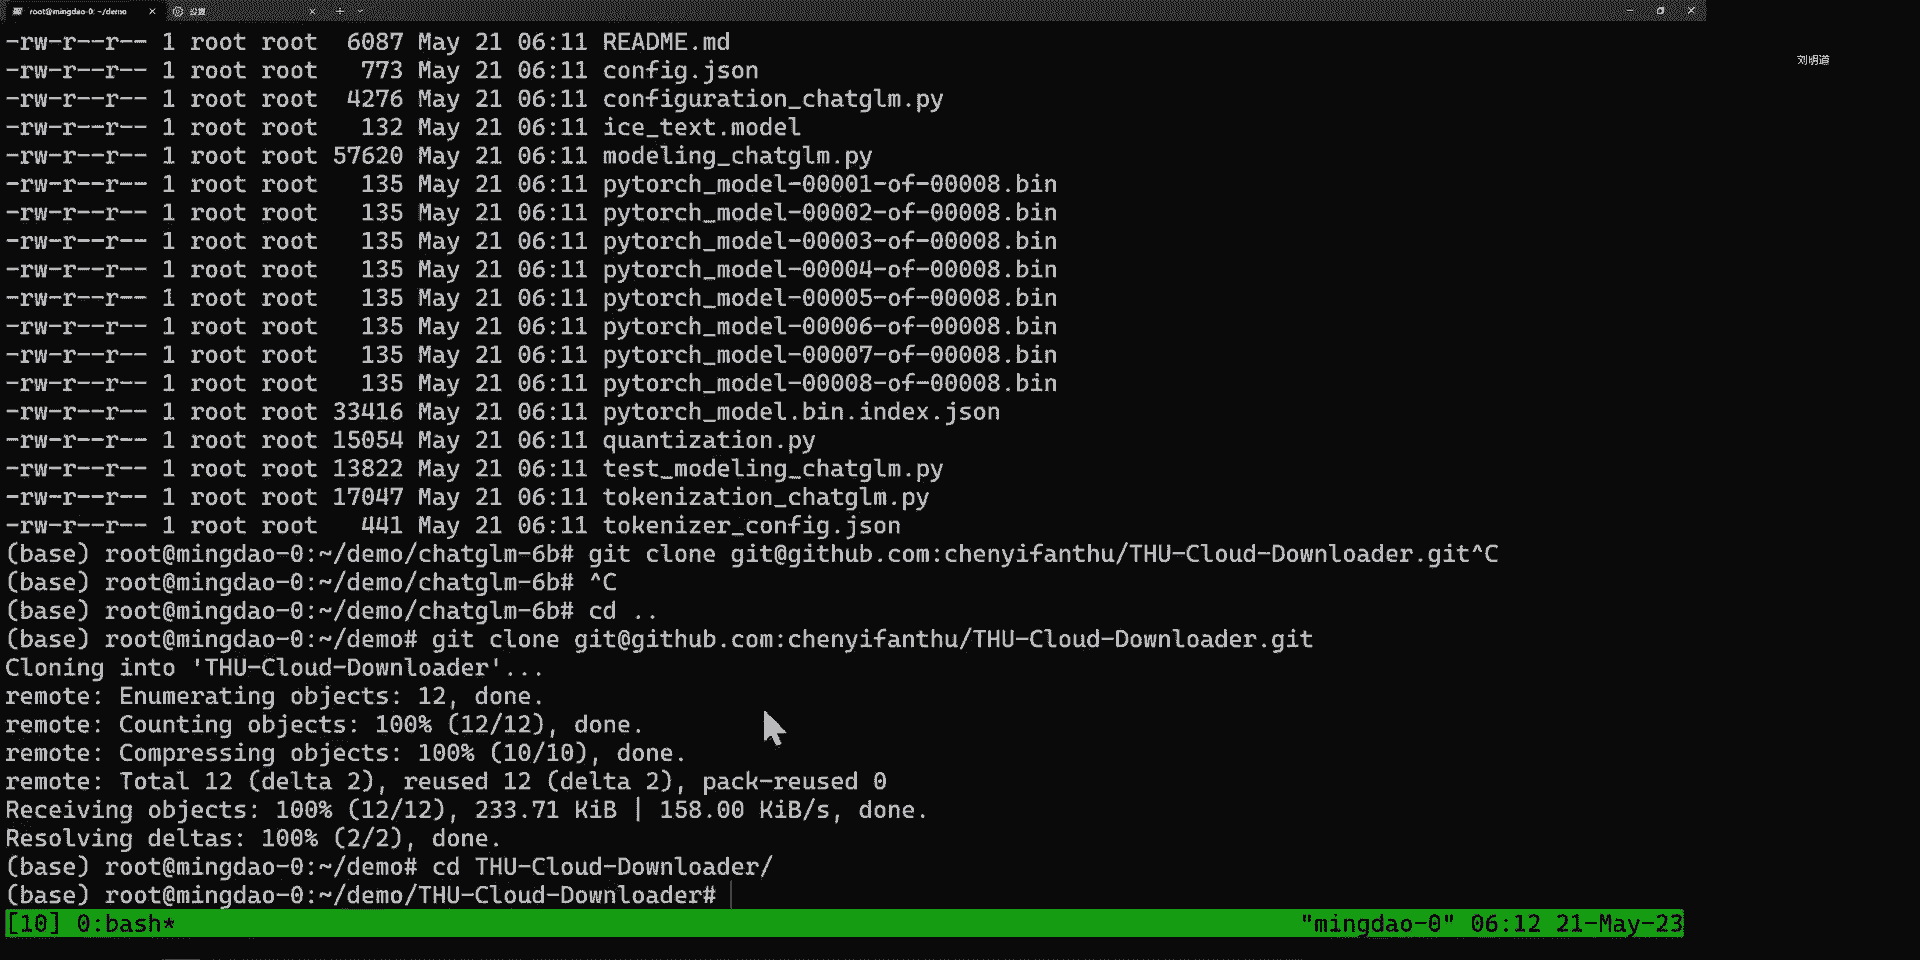 root@mingdao-0: ~/demo
设置
刘明道
-rw-r--r-- 1 root root  6087 May 21 06:11 README.md
-rw-r--r-- 1 root root   773 May 21 06:11 config.json
-rw-r--r-- 1 root root  4276 May 21 06:11 configuration_chatglm.py
-rw-r--r-- 1 root root   132 May 21 06:11 ice_text.model
-rw-r--r-- 1 root root 57620 May 21 06:11 modeling_chatglm.py
-rw-r--r-- 1 root root   135 May 21 06:11 pytorch_model-00001-of-00008.bin
-rw-r--r-- 1 root root   135 May 21 06:11 pytorch_model-00002-of-00008.bin
-rw-r--r-- 1 root root   135 May 21 06:11 pytorch_model-00003-of-00008.bin
-rw-r--r-- 1 root root   135 May 21 06:11 pytorch_model-00004-of-00008.bin
-rw-r--r-- 1 root root   135 May 21 06:11 pytorch_model-00005-of-00008.bin
-rw-r--r-- 1 root root   135 May 21 06:11 pytorch_model-00006-of-00008.bin
-rw-r--r-- 1 root root   135 May 21 06:11 pytorch_model-00007-of-00008.bin
-rw-r--r-- 1 root root   135 May 21 06:11 pytorch_model-00008-of-00008.bin
-rw-r--r-- 1 root root 33416 May 21 06:11 pytorch_model.bin.index.json
-rw-r--r-- 1 root root 15054 May 21 06:11 quantization.py
-rw-r--r-- 1 root root 13822 May 21 06:11 test_modeling_chatglm.py
-rw-r--r-- 1 root root 17047 May 21 06:11 tokenization_chatglm.py
-rw-r--r-- 1 root root   441 May 21 06:11 tokenizer_config.json
(base) root@mingdao-0:~/demo/chatglm-6b# git clone git@github.com:chenyifanthu/THU-Cloud-Downloader.git^C
(base) root@mingdao-0:~/demo/chatglm-6b# ^C
(base) root@mingdao-0:~/demo/chatglm-6b# cd ..
(base) root@mingdao-0:~/demo# git clone git@github.com:chenyifanthu/THU-Cloud-Downloader.git
Cloning into 'THU-Cloud-Downloader'...
remote: Enumerating objects: 12, done.
remote: Counting objects: 100% (12/12), done.
remote: Compressing objects: 100% (10/10), done.
remote: Total 12 (delta 2), reused 12 (delta 2), pack-reused 0
Receiving objects: 100% (12/12), 233.71 KiB | 158.00 KiB/s, done.
Resolving deltas: 100% (2/2), done.
(base) root@mingdao-0:~/demo# cd THU-Cloud-Downloader/
(base) root@mingdao-0:~/demo/THU-Cloud-Downloader#
[10] 0:bash* "mingdao-0" 06:12 21-May-23